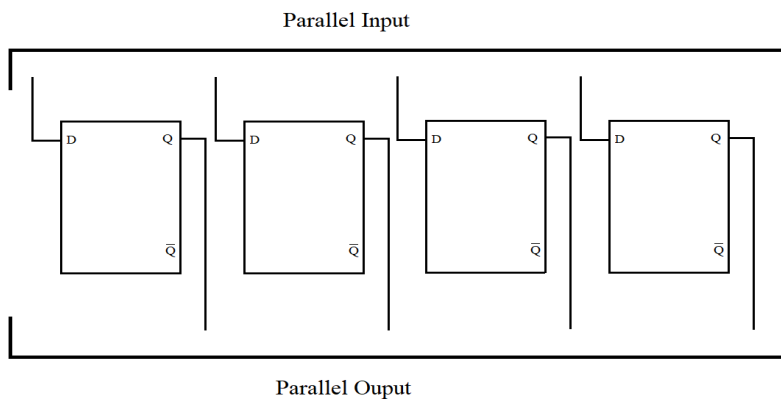 Parallel Input
D Q D Q D Q D Q
Q̅ Q̅ Q̅ Q̅
Parallel Ouput